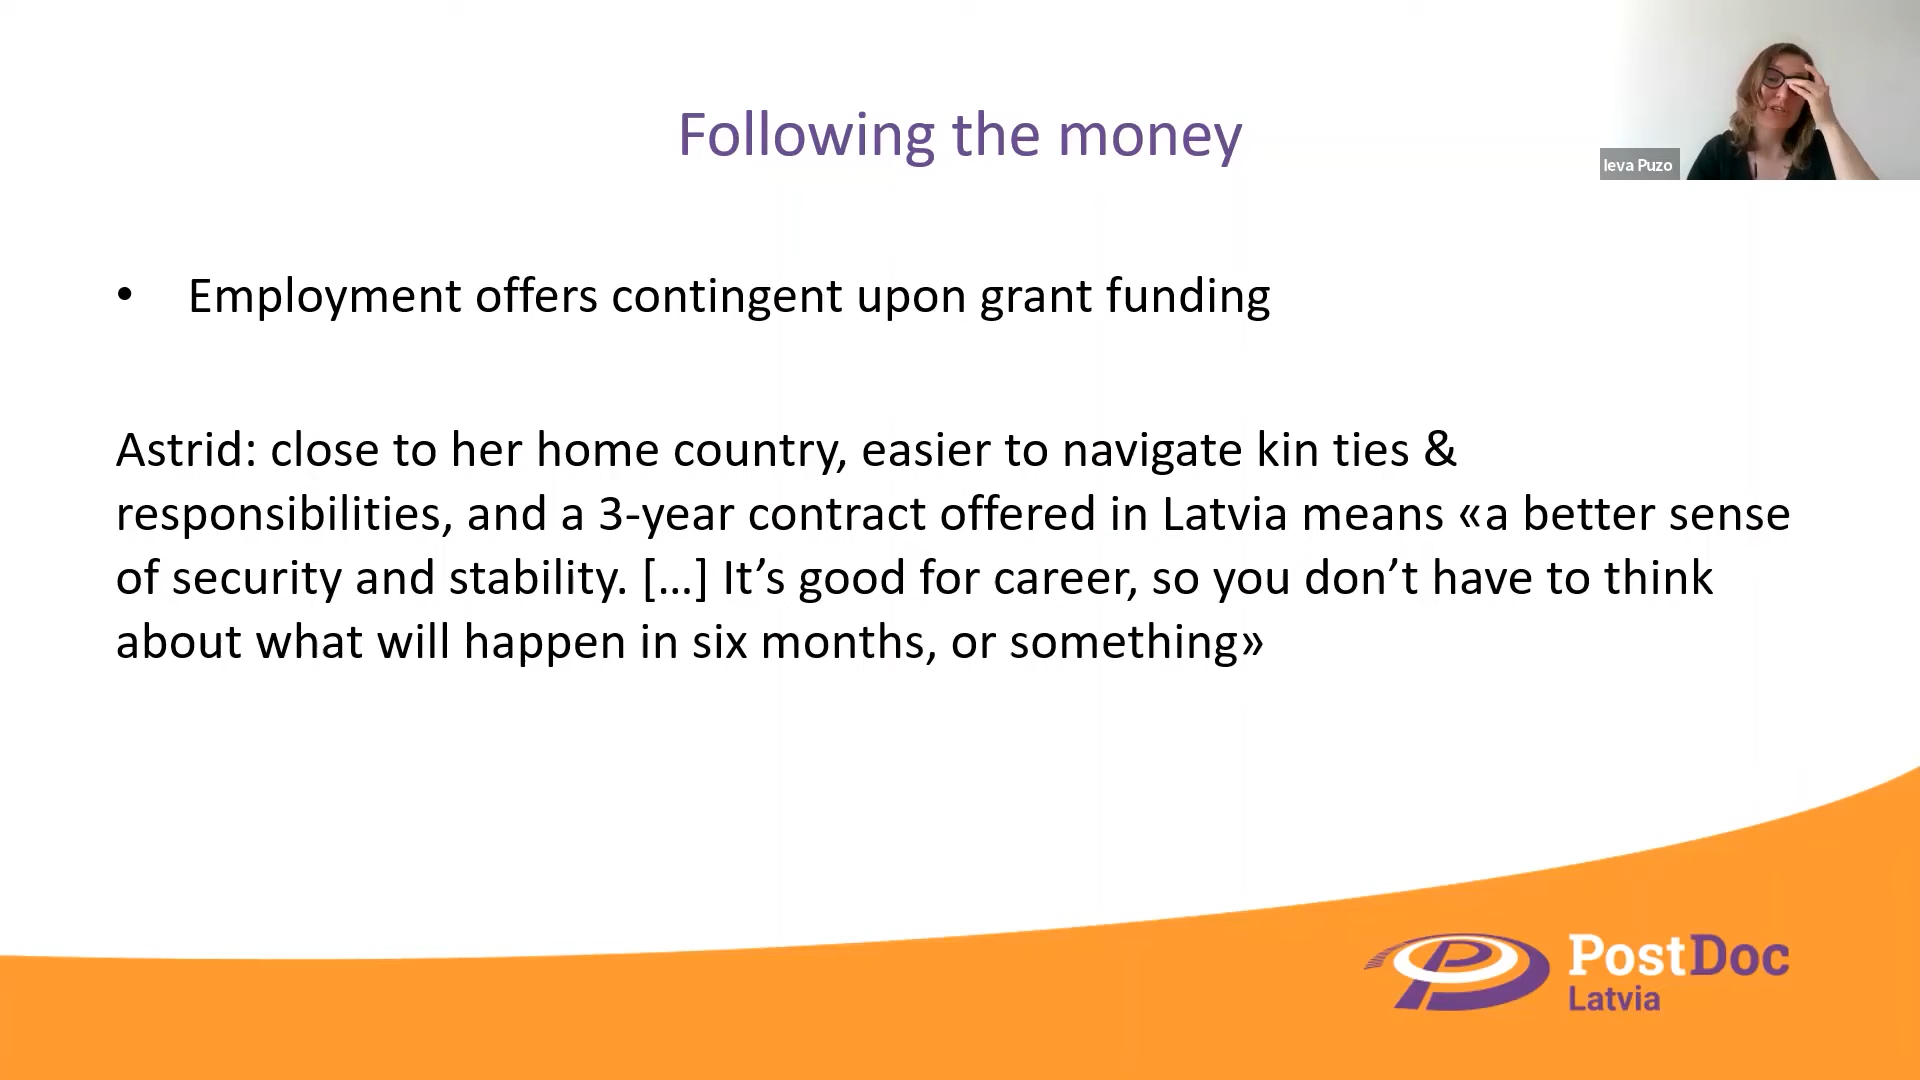 Following the money
Ieva Puzo
• Employment offers contingent upon grant funding
Astrid: close to her home country, easier to navigate kin ties &
responsibilities, and a 3-year contract offered in Latvia means «a better sense
of security and stability. […] It’s good for career, so you don’t have to think
about what will happen in six months, or something»
PostDoc
Latvia